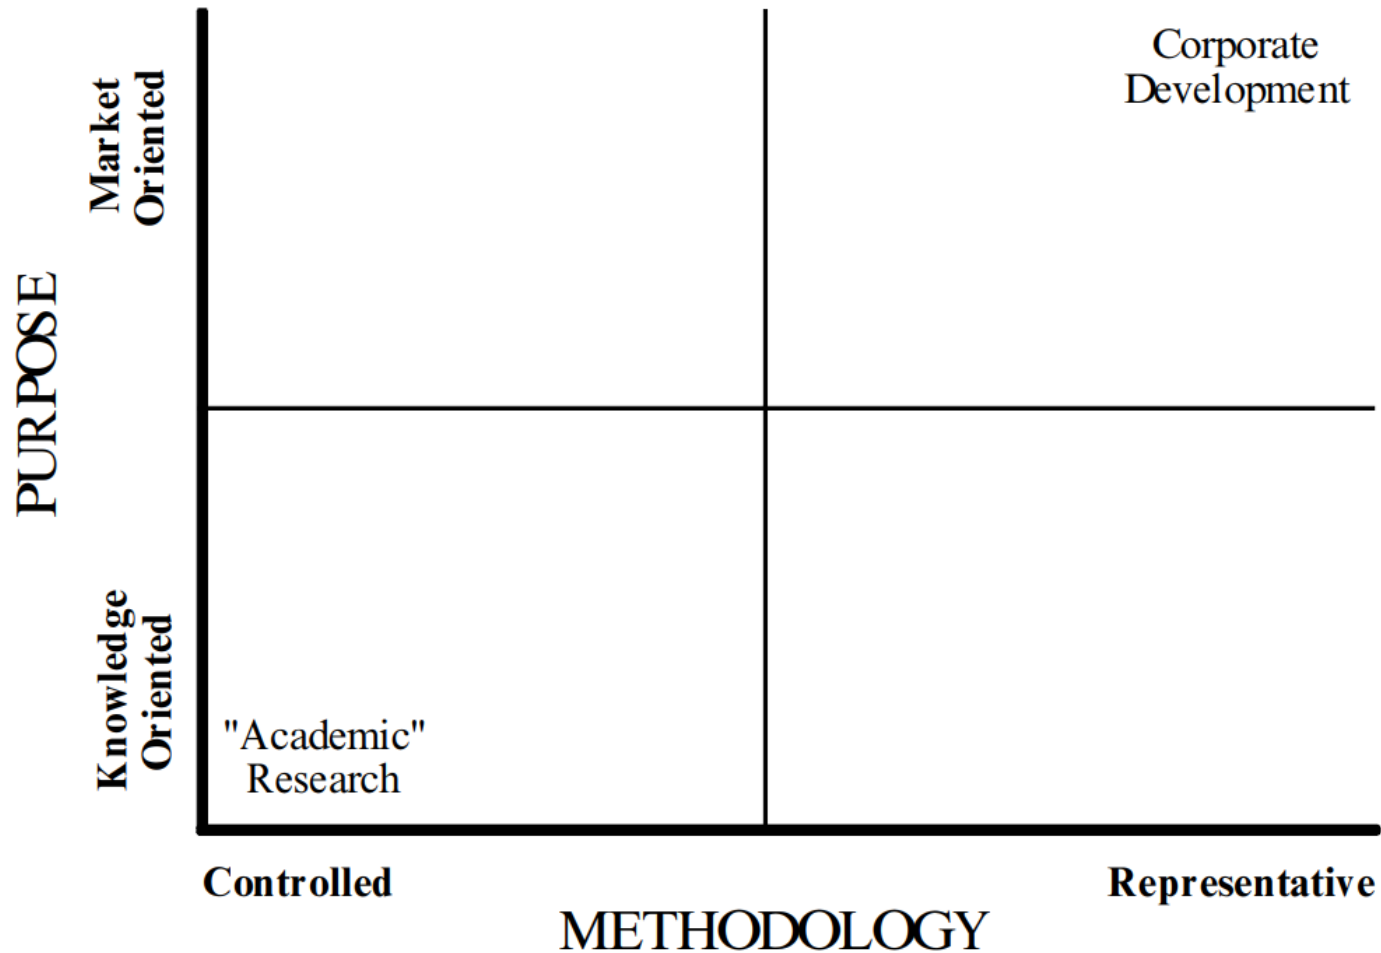 Corporate
Development
Market
Oriented
PURPOSE
Knowledge
Oriented
"Academic"
Research
Controlled
Representative
METHODOLOGY